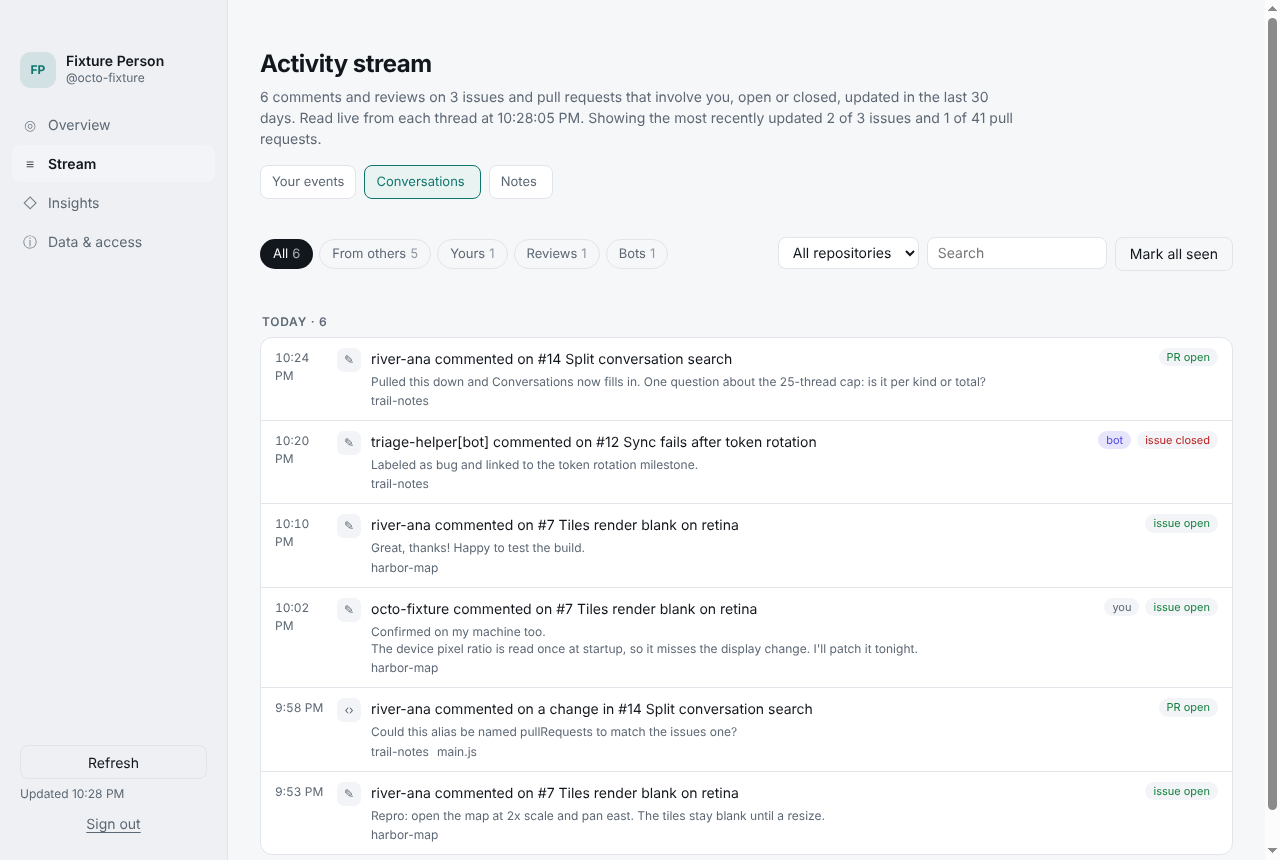 FP
Fixture Person
@octo-fixture
Overview
Stream
Insights
Data & access
Refresh
Updated 10:28 PM
Sign out
Activity stream
6 comments and reviews on 3 issues and pull requests that involve you, open or closed, updated in the last 30
days. Read live from each thread at 10:28:05 PM. Showing the most recently updated 2 of 3 issues and 1 of 41 pull
requests.
Your events Conversations Notes
All 6 From others 5 Yours 1 Reviews 1 Bots 1 All repositories Search Mark all seen
TODAY · 6
10:24 PM
river-ana commented on #14 Split conversation search PR open
Pulled this down and Conversations now fills in. One question about the 25-thread cap: is it per kind or total?
trail-notes
10:20 PM
triage-helper[bot] commented on #12 Sync fails after token rotation bot issue closed
Labeled as bug and linked to the token rotation milestone.
trail-notes
10:10 PM
river-ana commented on #7 Tiles render blank on retina issue open
Great, thanks! Happy to test the build.
harbor-map
10:02 PM
octo-fixture commented on #7 Tiles render blank on retina you issue open
Confirmed on my machine too.
The device pixel ratio is read once at startup, so it misses the display change. I'll patch it tonight.
harbor-map
9:58 PM
river-ana commented on a change in #14 Split conversation search PR open
Could this alias be named pullRequests to match the issues one?
trail-notes main.js
9:53 PM
river-ana commented on #7 Tiles render blank on retina issue open
Repro: open the map at 2x scale and pan east. The tiles stay blank until a resize.
harbor-map